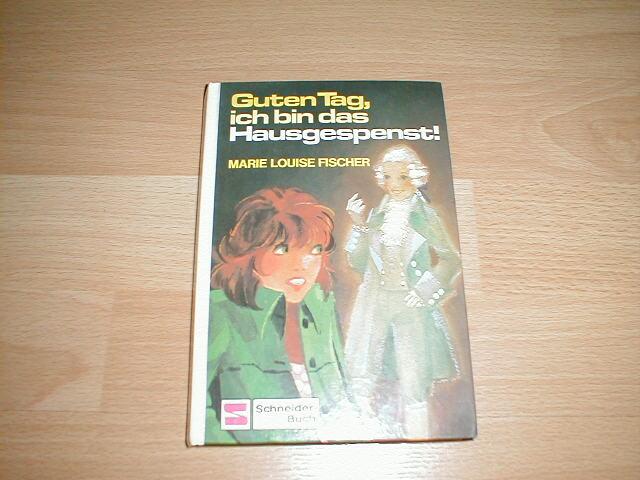 Guten Tag,
ich bin das
Hausgespenst!
MARIE LOUISE FISCHER
Schneider
Buch